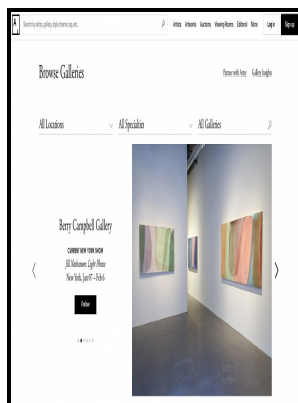 A
Search by artist, gallery, style, theme, tag, etc.
Artists Artworks Auctions Viewing Rooms Editorial More Log in Sign up
Browse Galleries
Partner with Artsy Gallery Insights
All Locations All Specialties All Galleries
Berry Campbell Gallery
CURRENT NEW YORK SHOW
Jill Nathanson: Light Phrase
New York, Jan 07 – Feb 6
Follow